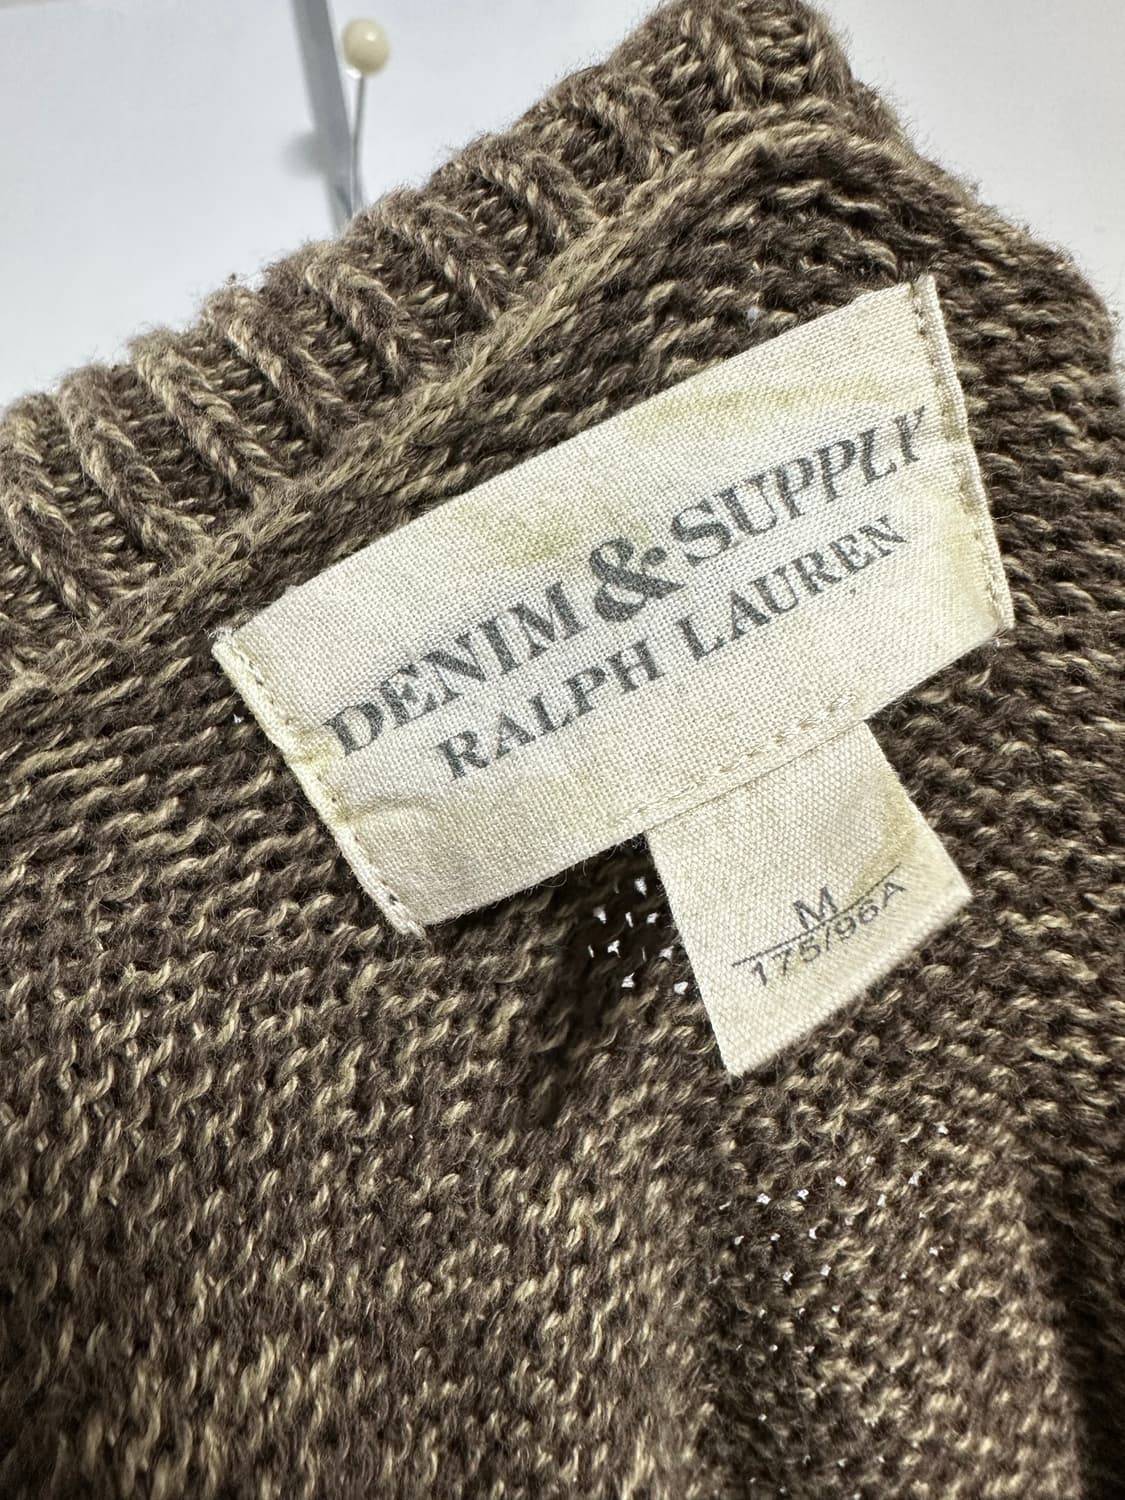 DENIM & SUPPLY
RALPH LAUREN
M
175/96A